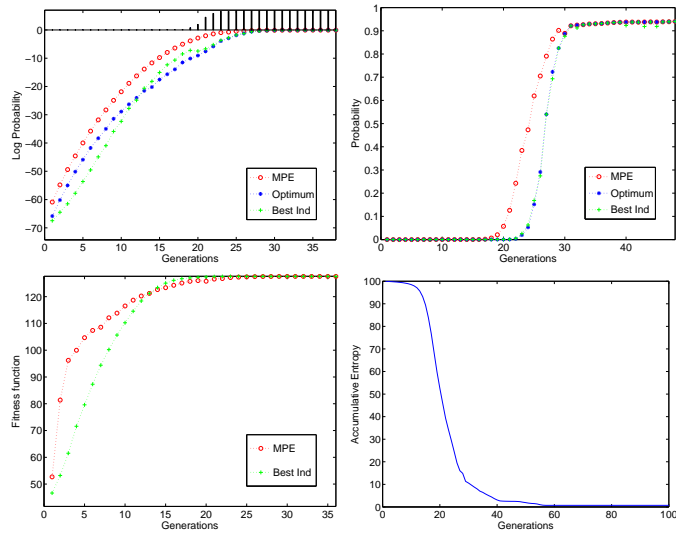 0
−10
−20
−30
−40
−50
−60
−70
Log Probability
0 5 10 15 20 25 30 35
Generations
MPE
Optimum
Best Ind
1
0.9
0.8
0.7
0.6
0.5
0.4
0.3
0.2
0.1
0
Probability
0 10 20 30 40
Generations
MPE
Optimum
Best Ind
120
110
100
90
80
70
60
50
Fitness function
0 5 10 15 20 25 30 35
Generations
MPE
Best Ind
100
90
80
70
60
50
40
30
20
10
0
Accumulative Entropy
0 20 40 60 80 100
Generations